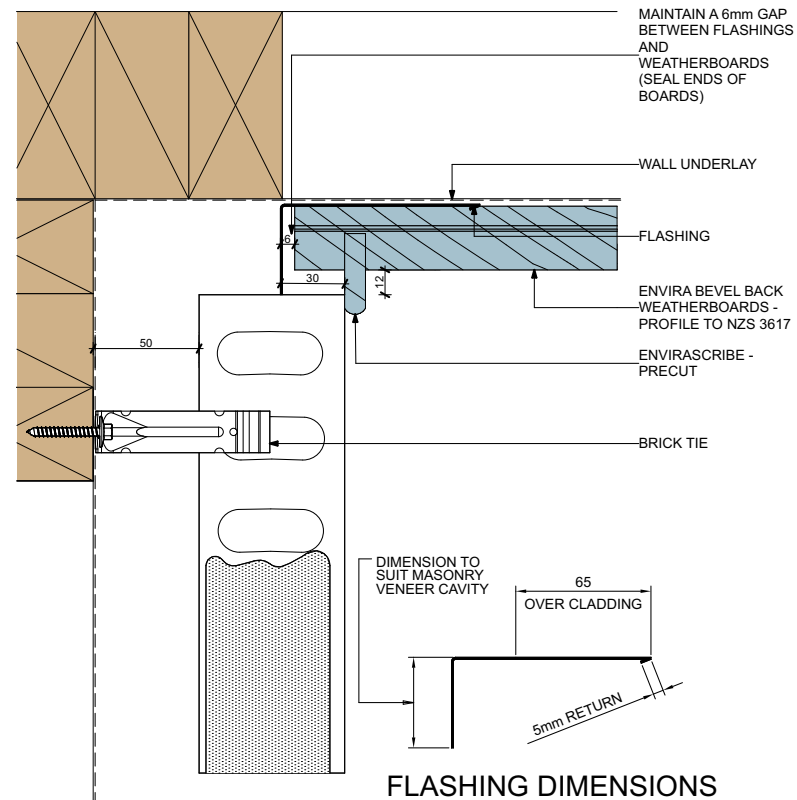 MAINTAIN A 6mm GAP
BETWEEN FLASHINGS
AND
WEATHERBOARDS
(SEAL ENDS OF
BOARDS)
WALL UNDERLAY
FLASHING
6
30
12
ENVIRA BEVEL BACK
WEATHERBOARDS -
PROFILE TO NZS 3617
50
ENVIRASCRIBE -
PRECUT
BRICK TIE
DIMENSION TO
SUIT MASONRY
VENEER CAVITY
65
OVER CLADDING
5mm RETURN
FLASHING DIMENSIONS